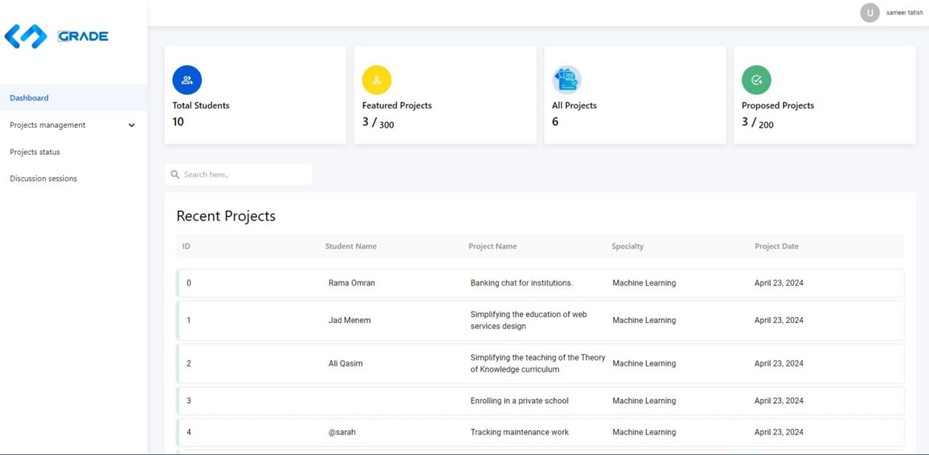 GRADE
U sameer tatish
Dashboard
Projects management
Projects status
Discussion sessions
Total Students
10
Featured Projects
3 / 300
All Projects
6
Proposed Projects
3 / 200
Search here..
Recent Projects
ID Student Name Project Name Specialty Project Date
0 Rama Omran Banking chat for institutions. Machine Learning April 23, 2024
1 Jad Menem Simplifying the education of web
services design Machine Learning April 23, 2024
2 Ali Qasim Simplifying the teaching of the Theory
of Knowledge curriculum Machine Learning April 23, 2024
3 Enrolling in a private school Machine Learning April 23, 2024
4 @sarah Tracking maintenance work Machine Learning April 23, 2024